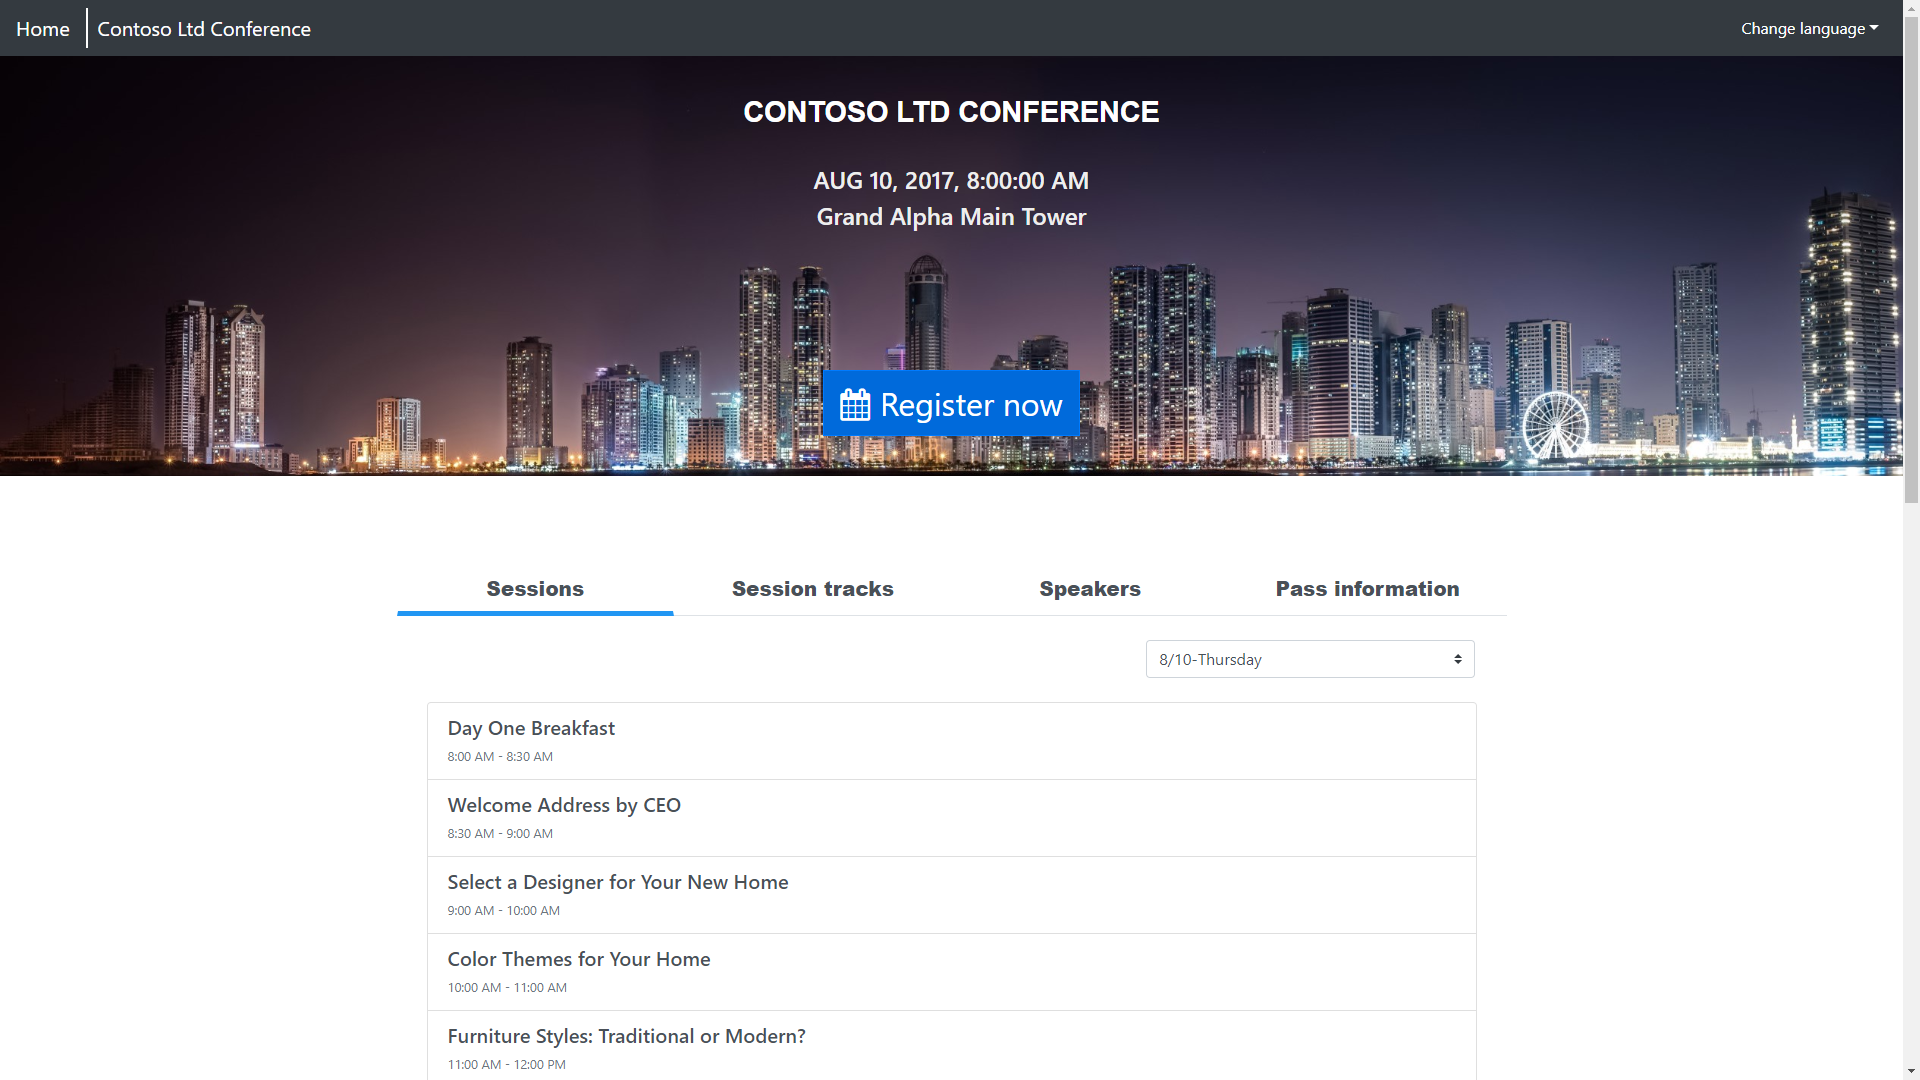 Home
Contoso Ltd Conference
Change language
CONTOSO LTD CONFERENCE
AUG 10, 2017, 8:00:00 AM
Grand Alpha Main Tower
Register now
Sessions
Session tracks
Speakers
Pass information
8/10-Thursday
Day One Breakfast
8:00 AM - 8:30 AM
Welcome Address by CEO
8:30 AM - 9:00 AM
Select a Designer for Your New Home
9:00 AM - 10:00 AM
Color Themes for Your Home
10:00 AM - 11:00 AM
Furniture Styles: Traditional or Modern?
11:00 AM - 12:00 PM